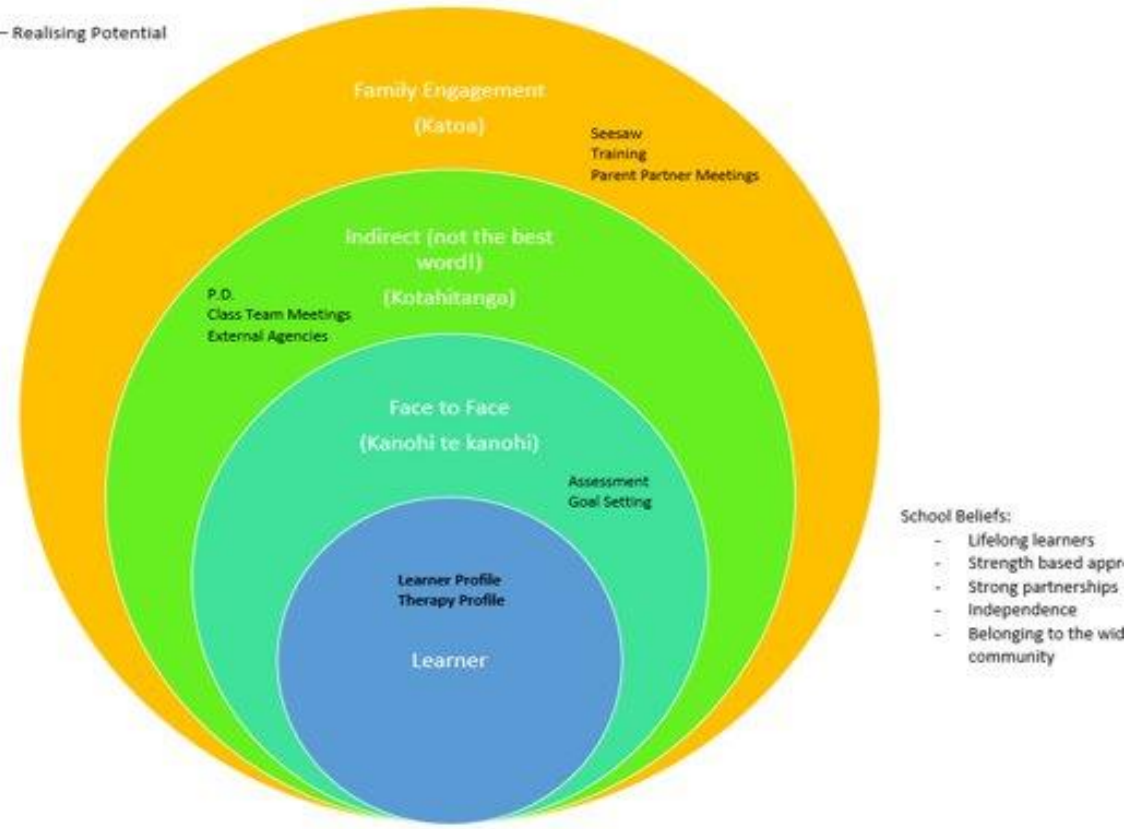 – Realising Potential
Family Engagement
(Katoa)
Seesaw
Training
Parent Partner Meetings
Indirect (not the best
word!)
(Kotahitanga)
P.D.
Class Team Meetings
External Agencies
Face to Face
(Kanohi te kanohi)
Assessment
Goal Setting
Learner Profile
Therapy Profile
Learner
School Beliefs:
- Lifelong learners
- Strength based
- Strong partnerships
- Independence
- Belonging to the
community